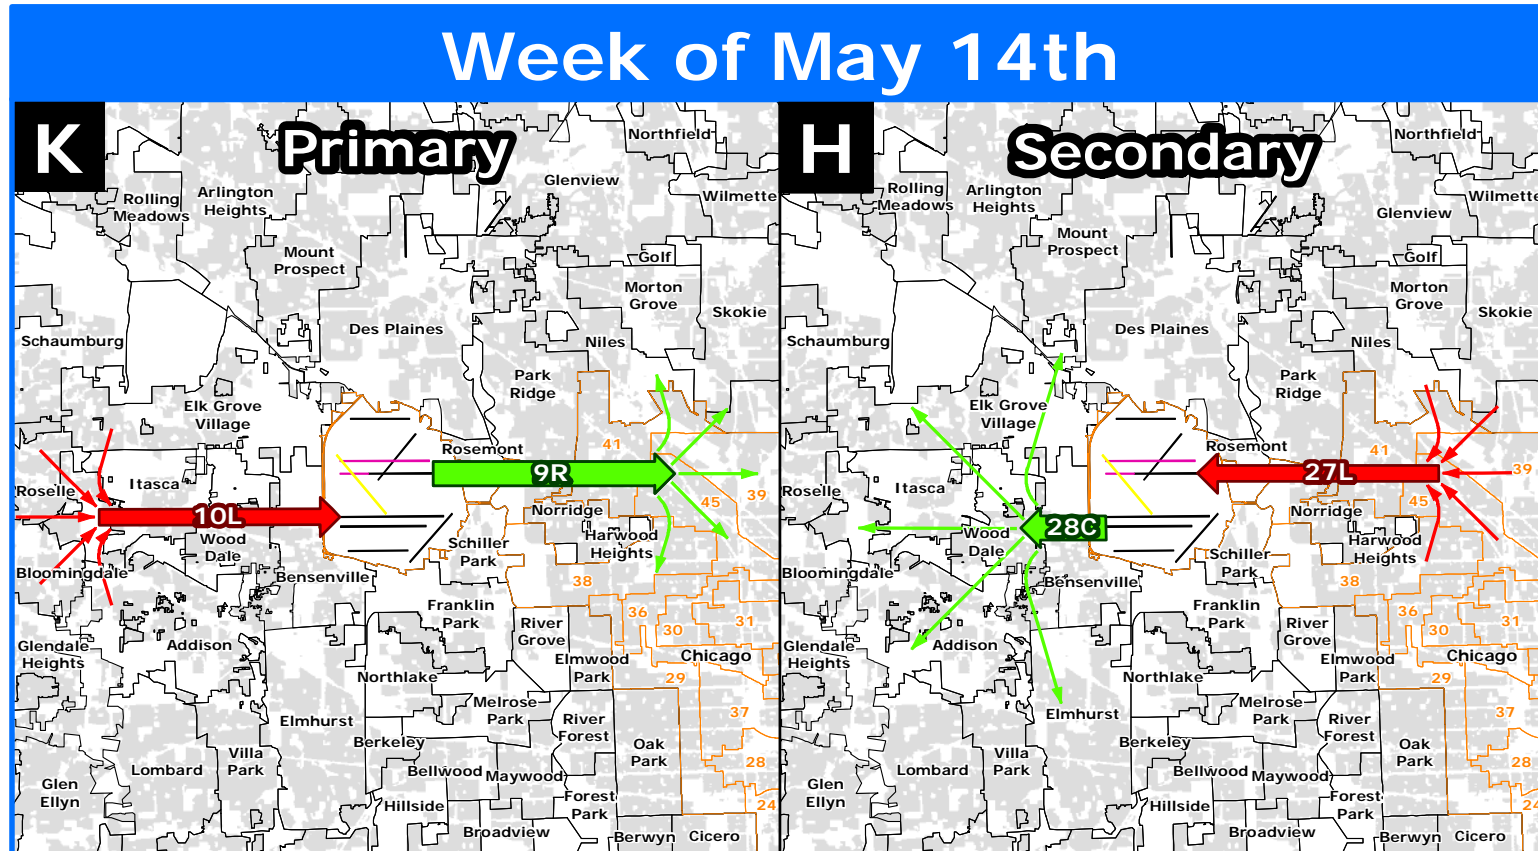 Week of May 14th
K
Primary
Northfield
Glenview
Wilmette
Rolling
Meadows
Arlington
Heights
Mount
Prospect
Golf
Morton
Grove
Skokie
Schaumburg
Des Plaines
Niles
Park
Ridge
Elk Grove
Village
41
Rosemont
9R
39
45
Roselle
Itasca
10L
Norridge
Harwood
Heights
Wood
Dale
Schiller
Park
Bloomingdale
Bensenville
38
Franklin
Park
36
30
31
River
Grove
Glendale
Heights
Addison
Chicago
Elmwood
Park
29
Northlake
Melrose
Park
37
Elmhurst
River
Forest
Berkeley
Oak
Park
Villa
Park
Lombard
28
Bellwood
Maywood
Glen
Ellyn
Forest
Park
24
Hillside
Broadview
Berwyn
Cicero
H
Secondary
Northfield
Rolling
Meadows
Arlington
Heights
Wilmette
Glenview
Mount
Prospect
Golf
Morton
Grove
Skokie
Schaumburg
Des Plaines
Niles
Park
Ridge
Elk Grove
Village
41
Rosemont
27L
39
45
Roselle
Itasca
Norridge
28C
Wood
Dale
Harwood
Heights
Schiller
Park
Bloomingdale
Bensenville
38
Franklin
Park
36
30
31
River
Grove
Glendale
Heights
Addison
Chicago
Elmwood
Park
29
Northlake
Melrose
Park
37
Elmhurst
River
Forest
Berkeley
Oak
Park
Villa
Park
Lombard
28
Bellwood
Maywood
Glen
Ellyn
Forest
Park
24
Hillside
Broadview
Berwyn
Cicero